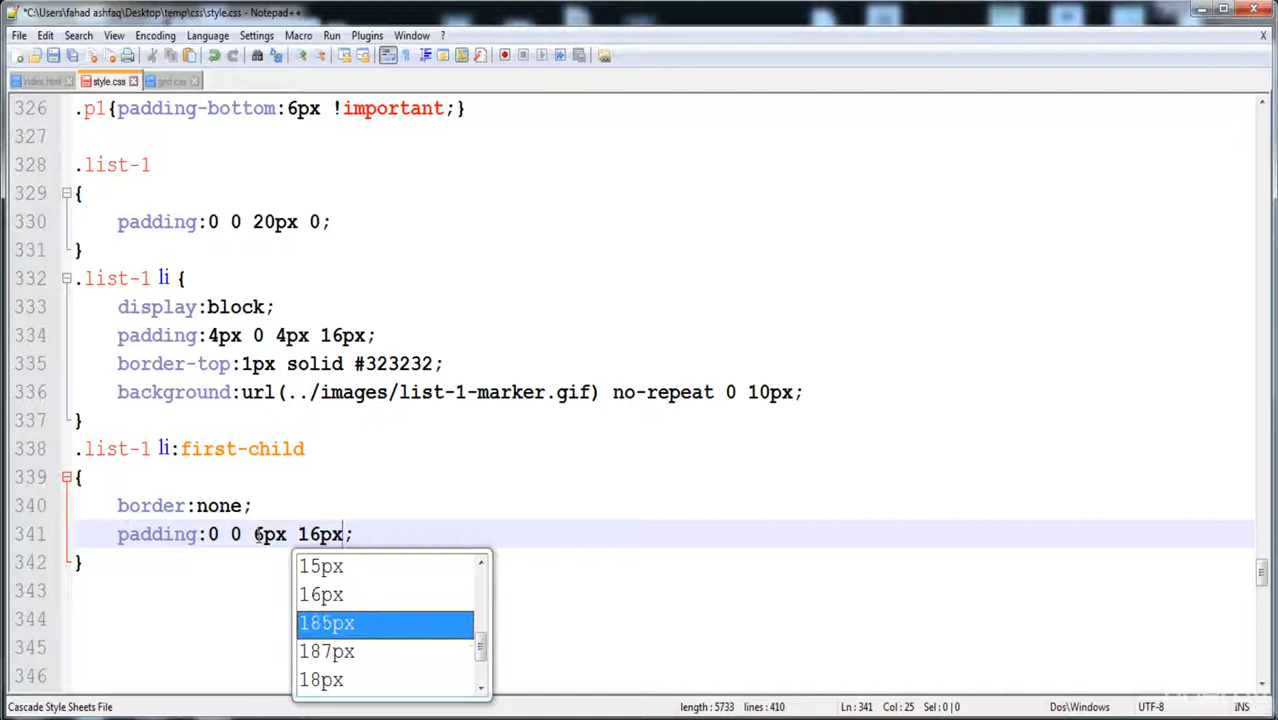 *C:\Users\fahad ashfaq\Desktop\temp\css\style.css - Notepad++
File Edit Search View Encoding Language Settings Macro Run Plugins Window ?
X
index.html style.css grid.css
326 .p1{padding-bottom:6px !important;}
327
328 .list-1
329 {
330 padding:0 0 20px 0;
331 }
332 .list-1 li {
333 display:block;
334 padding:4px 0 4px 16px;
335 border-top:1px solid #323232;
336 background:url(../images/list-1-marker.gif) no-repeat 0 10px;
337 }
338 .list-1 li:first-child
339 {
340 border:none;
341 padding:0 0 6px 16px;
342 }
15px
343
16px
344
185px
345
187px
346
18px
Cascade Style Sheets File length : 5733 lines : 410 Ln : 341 Col : 25 Sel : 0 | 0 Dos\Windows UTF-8 INS